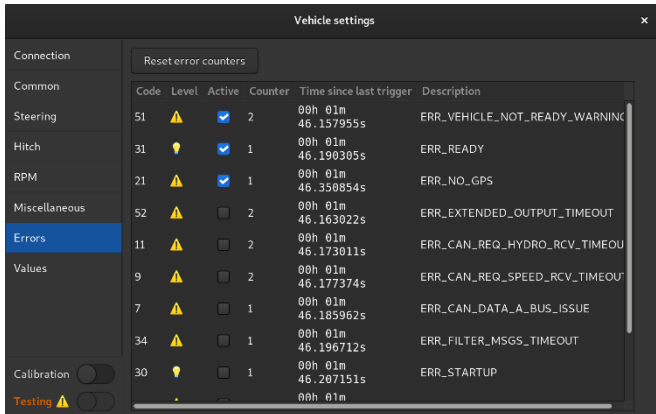 Vehicle settings
×
Connection
Common
Steering
Hitch
RPM
Miscellaneous
Errors
Values
Calibration
Testing
Reset error counters
Code Level Active Counter Time since last trigger Description
51 2 00h 01m 46.157955s ERR_VEHICLE_NOT_READY_WARNING
31 1 00h 01m 46.190305s ERR_READY
21 1 00h 01m 46.350854s ERR_NO_GPS
52 2 00h 01m 46.163022s ERR_EXTENDED_OUTPUT_TIMEOUT
11 2 00h 01m 46.173011s ERR_CAN_REQ_HYDRO_RCV_TIMEOU
9 2 00h 01m 46.177374s ERR_CAN_REQ_SPEED_RCV_TIMEOUT
7 1 00h 01m 46.185962s ERR_CAN_DATA_A_BUS_ISSUE
34 1 00h 01m 46.196712s ERR_FILTER_MSGS_TIMEOUT
30 1 00h 01m 46.207151s ERR_STARTUP
00h 01m